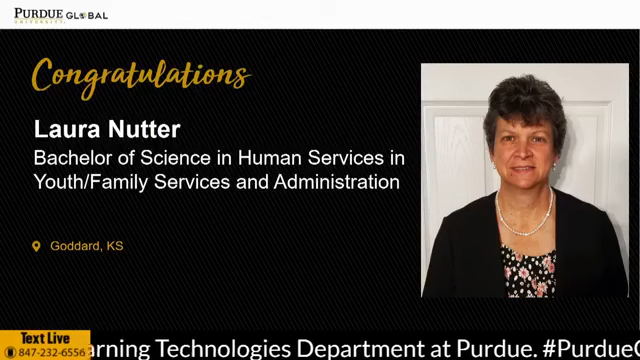 PURDUE GLOBAL
UNIVERSITY
Congratulations
Laura Nutter
Bachelor of Science in Human Services in
Youth/Family Services and Administration
Goddard, KS
Text Live
847-232-6556
arning Technologies Department at Purdue. #Purdue